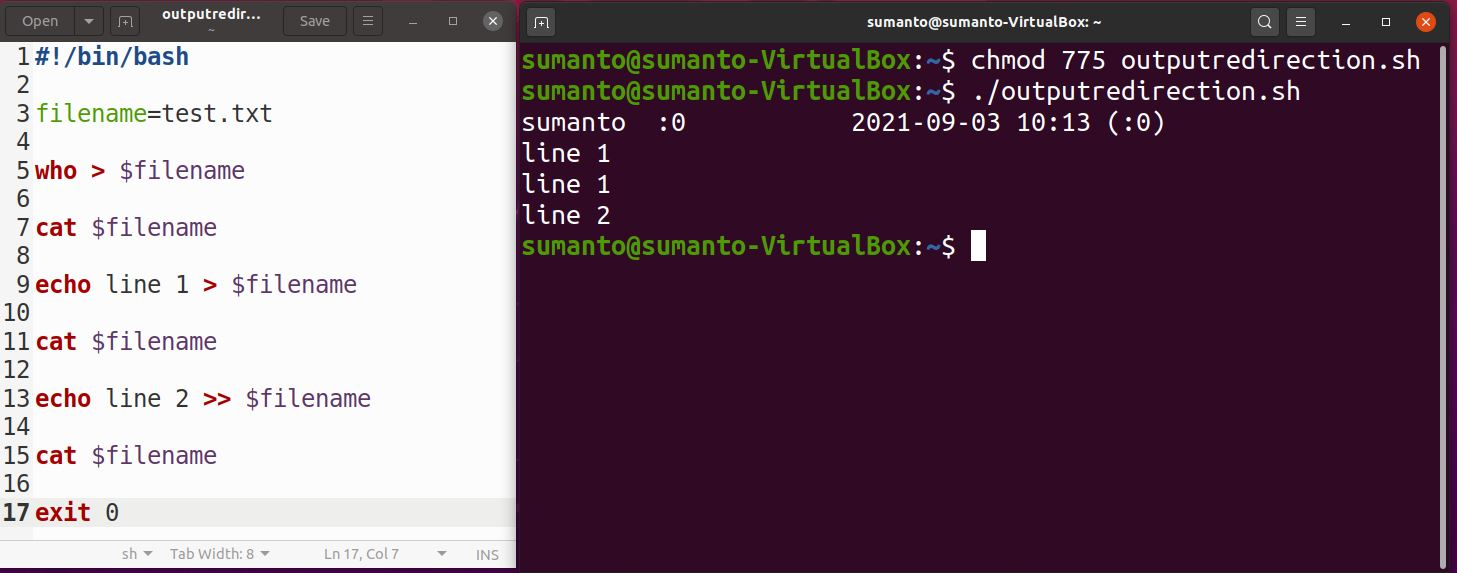 Open
outputredir...
~
Save
1 #!/bin/bash
2
3 filename=test.txt
4
5 who > $filename
6
7 cat $filename
8
9 echo line 1 > $filename
10
11 cat $filename
12
13 echo line 2 >> $filename
14
15 cat $filename
16
17 exit 0
sh Tab Width: 8 Ln 17, Col 7 INS
sumanto@sumanto-VirtualBox: ~
sumanto@sumanto-VirtualBox:~$ chmod 775 outputredirection.sh
sumanto@sumanto-VirtualBox:~$ ./outputredirection.sh
sumanto  :0           2021-09-03 10:13 (:0)
line 1
line 1
line 2
sumanto@sumanto-VirtualBox:~$